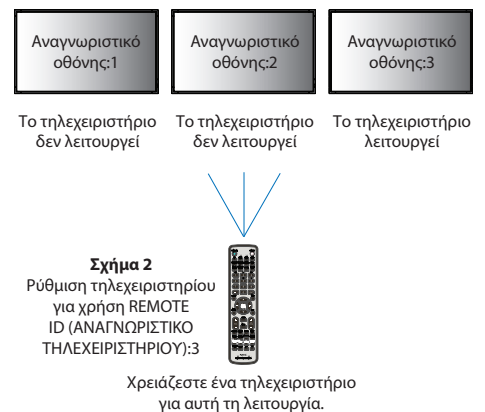 Αναγνωριστικό
οθόνης:1
Αναγνωριστικό
οθόνης:2
Αναγνωριστικό
οθόνης:3
Το τηλεχειριστήριο
δεν λειτουργεί
Το τηλεχειριστήριο
δεν λειτουργεί
Το τηλεχειριστήριο
λειτουργεί
Σχήμα 2
Ρύθμιση τηλεχειριστηρίου
για χρήση REMOTE
ID (ΑΝΑΓΝΩΡΙΣΤΙΚΟ
ΤΗΛΕΧΕΙΡΙΣΤΗΡΙΟΥ):3
Χρειάζεστε ένα τηλεχειριστήριο
για αυτή τη λειτουργία.